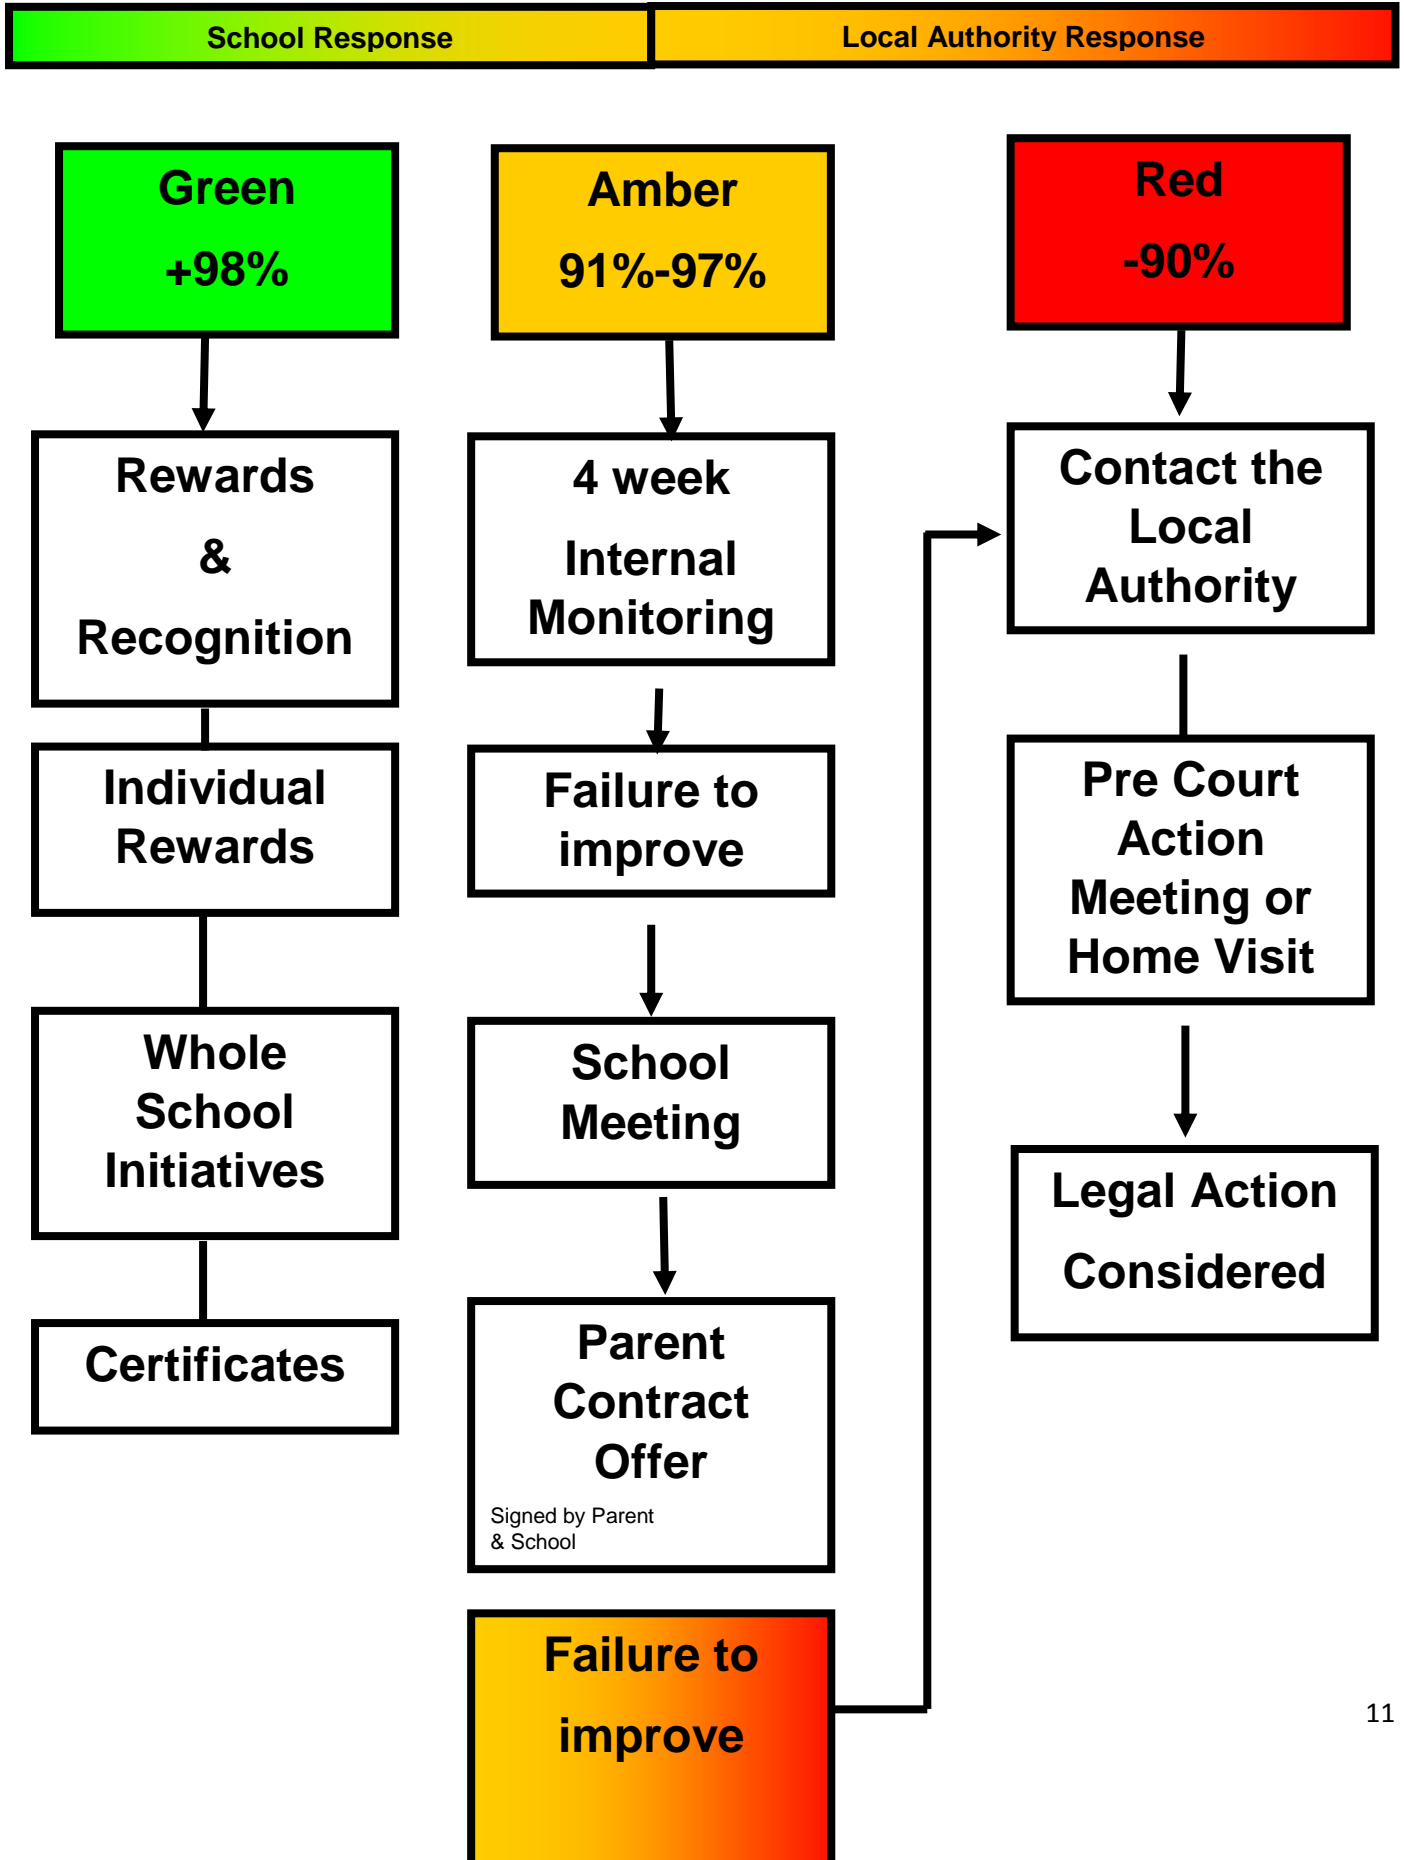 School Response
Local Authority Response
Green
+98%
Rewards
&
Recognition
Individual
Rewards
Whole
School
Initiatives
Certificates
Amber
91%-97%
4 week
Internal
Monitoring
Failure to
improve
School
Meeting
Parent
Contract
Offer
Signed by Parent
& School
Failure to
improve
Red
-90%
Contact the
Local
Authority
Pre Court
Action
Meeting or
Home Visit
Legal Action
Considered
11